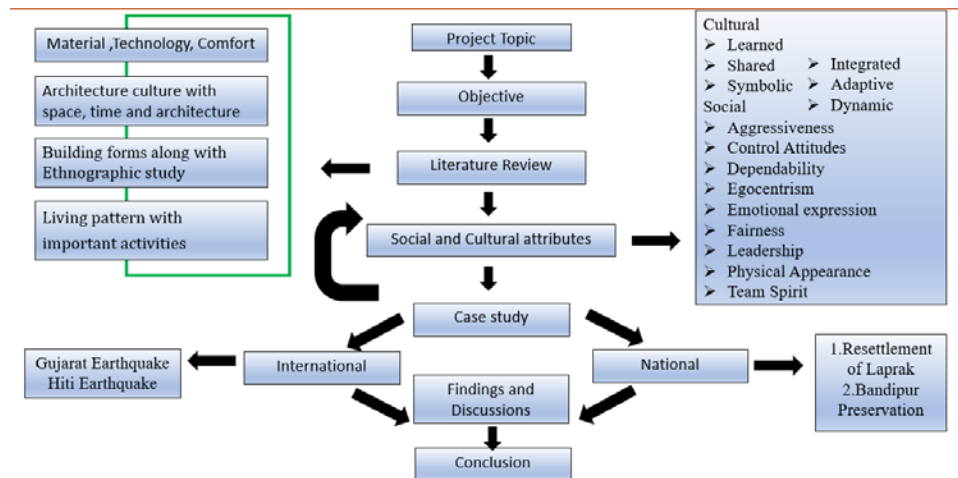 Material ,Technology, Comfort
Architecture culture with
space, time and architecture
Building forms along with
Ethnographic study
Living pattern with
important activities
Project Topic
Objective
Literature Review
Social and Cultural attributes
Case study
International
National
Gujarat Earthquake
Hiti Earthquake
Findings and
Discussions
Conclusion
Cultural
➢ Learned
➢ Shared
➢ Symbolic
➢ Integrated
➢ Adaptive
➢ Dynamic
Social
➢ Aggressiveness
➢ Control Attitudes
➢ Dependability
➢ Egocentrism
➢ Emotional expression
➢ Fairness
➢ Leadership
➢ Physical Appearance
➢ Team Spirit
1.Resettlement
of Laprak
2.Bandipur
Preservation